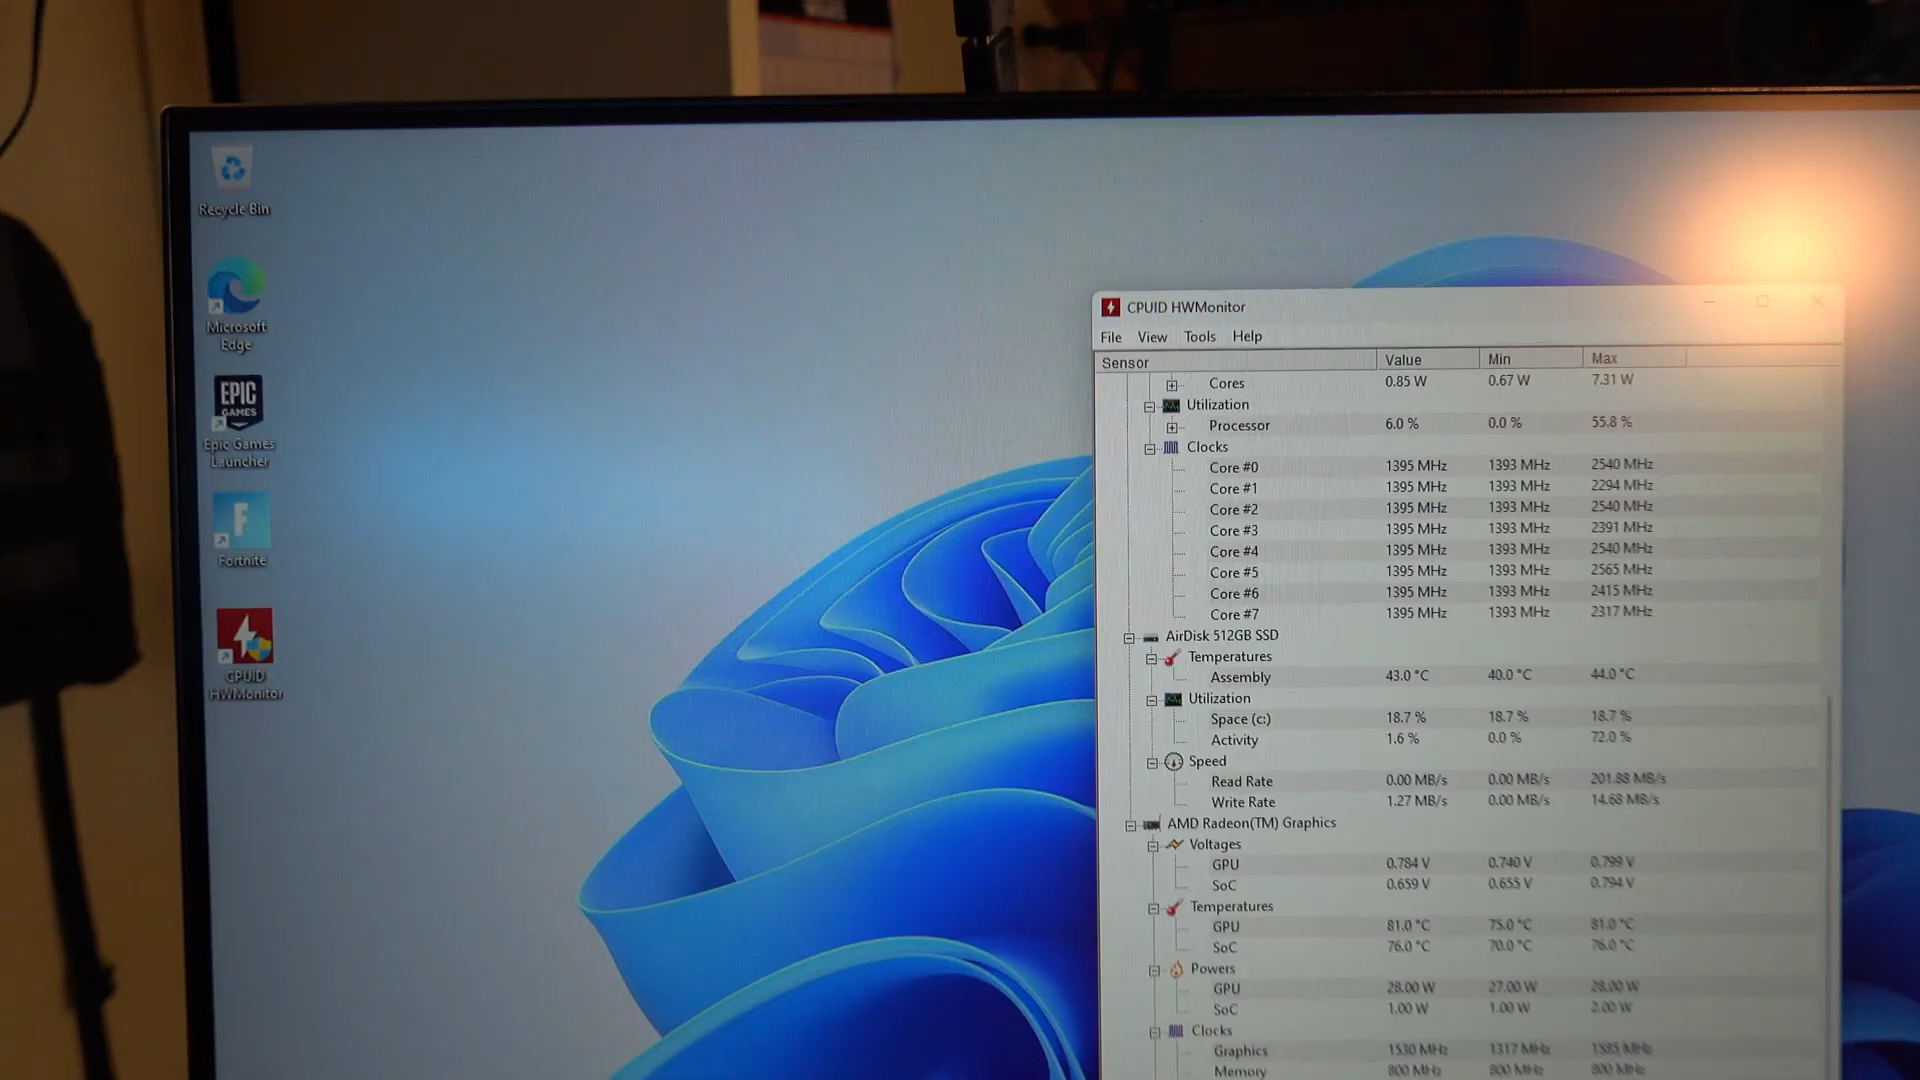 Recycle Bin
Microsoft
Edge
EPIC
GAMES
Epic Games
Launcher
F
Fortnite
CPUID
HWMonitor
CPUID HWMonitor
File View Tools Help
Sensor Value Min Max
Cores 0.85 W 0.67 W 7.31 W
Utilization
Processor 6.0 % 0.0 % 55.8 %
Clocks
Core #0 1395 MHz 1393 MHz 2540 MHz
Core #1 1395 MHz 1393 MHz 2294 MHz
Core #2 1395 MHz 1393 MHz 2540 MHz
Core #3 1395 MHz 1393 MHz 2391 MHz
Core #4 1395 MHz 1393 MHz 2540 MHz
Core #5 1395 MHz 1393 MHz 2565 MHz
Core #6 1395 MHz 1393 MHz 2415 MHz
Core #7 1395 MHz 1393 MHz 2317 MHz
AirDisk 512GB SSD
Temperatures
Assembly 43.0 °C 40.0 °C 44.0 °C
Utilization
Space (c:) 18.7 % 18.7 % 18.7 %
Activity 1.6 % 0.0 % 72.0 %
Speed
Read Rate 0.00 MB/s 0.00 MB/s 201.88 MB/s
Write Rate 1.27 MB/s 0.00 MB/s 14.68 MB/s
AMD Radeon(TM) Graphics
Voltages
GPU 0.784 V 0.740 V 0.799 V
SoC 0.659 V 0.655 V 0.794 V
Temperatures
GPU 81.0 °C 75.0 °C 81.0 °C
SoC 76.0 °C 70.0 °C 76.0 °C
Powers
GPU 28.00 W 27.00 W 28.00 W
SoC 1.00 W 1.00 W 2.00 W
Clocks
Graphics 1530 MHz 1317 MHz 1585 MHz
Memory 800 MHz 800 MHz 800 MHz